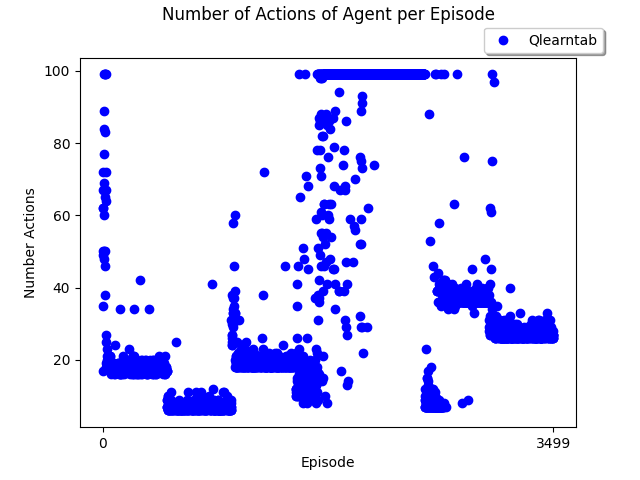 Number of Actions of Agent per Episode
Qlearntab
100
80
60
40
20
Number Actions
0
3499
Episode